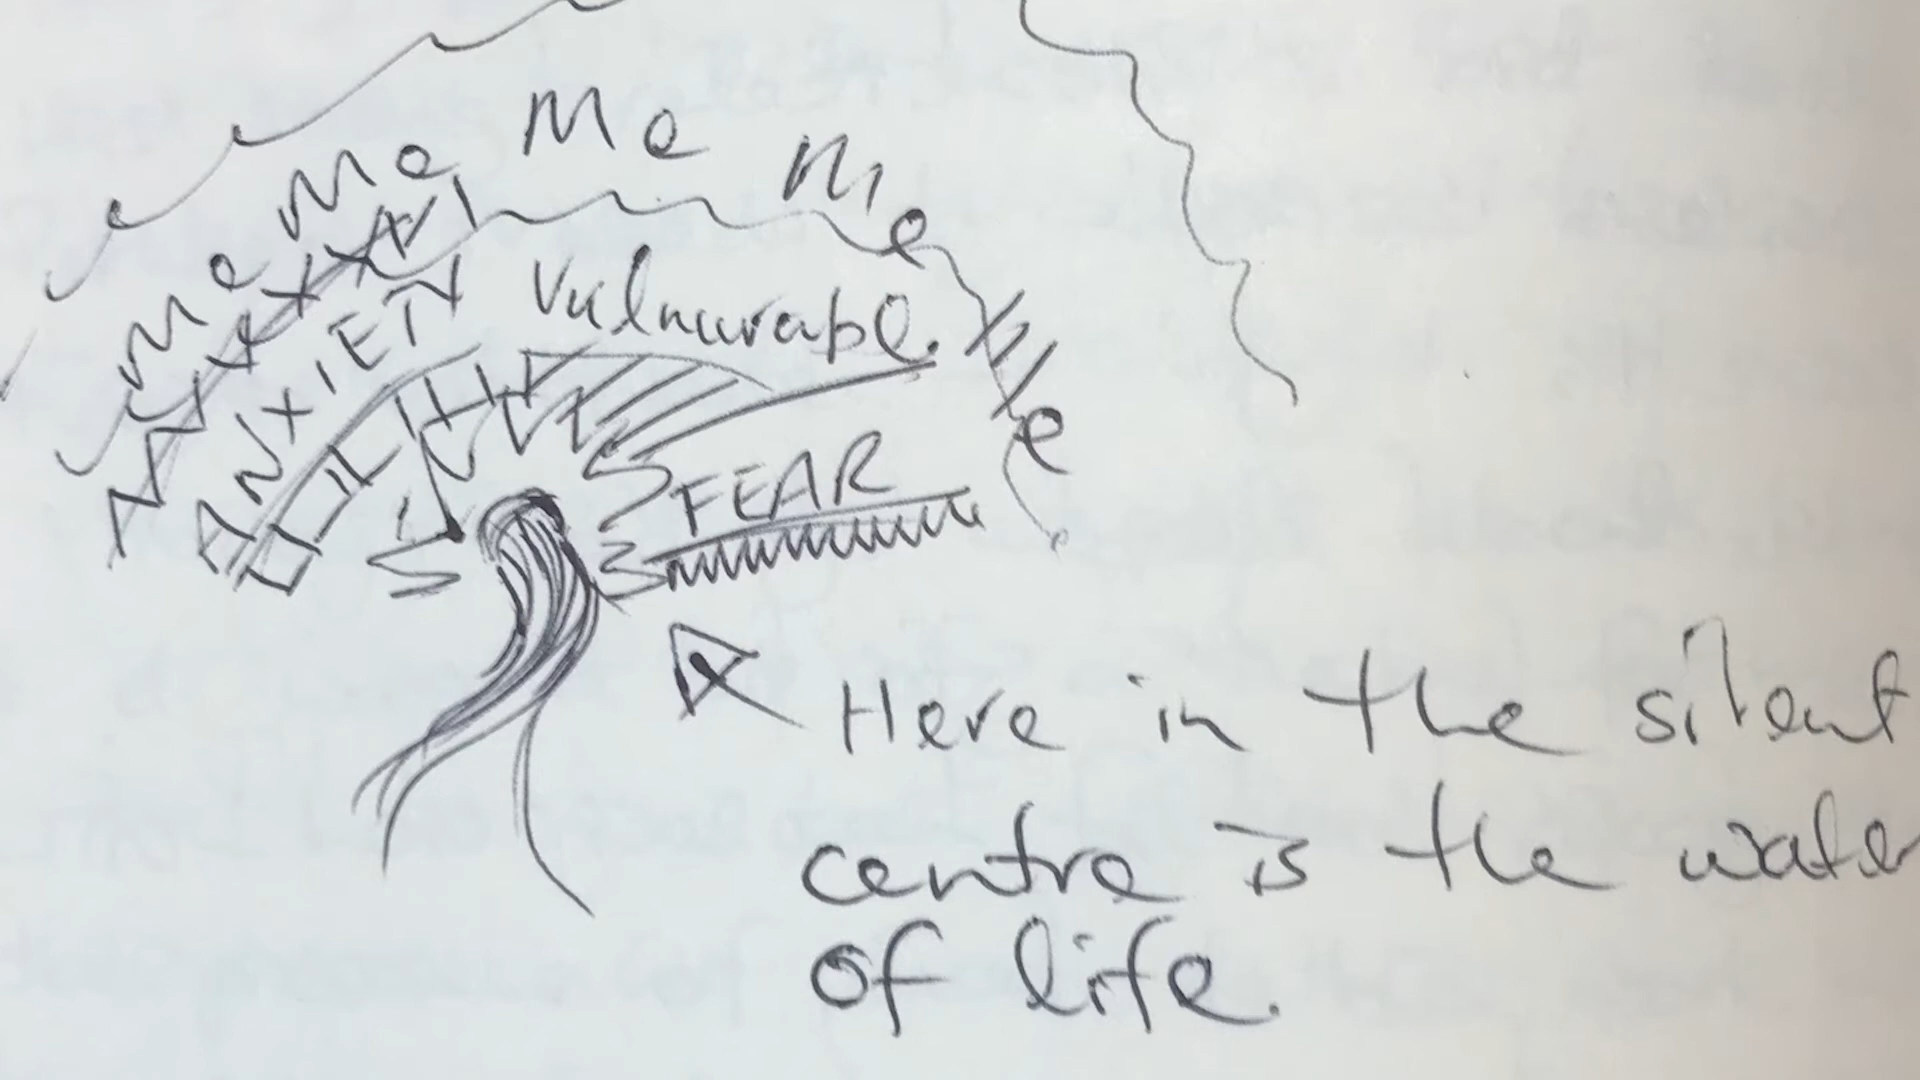 Me Me Me Me Me
ANXIETY
Vulnurable.
FEAR
Here in the silent
centre is the water
of life.